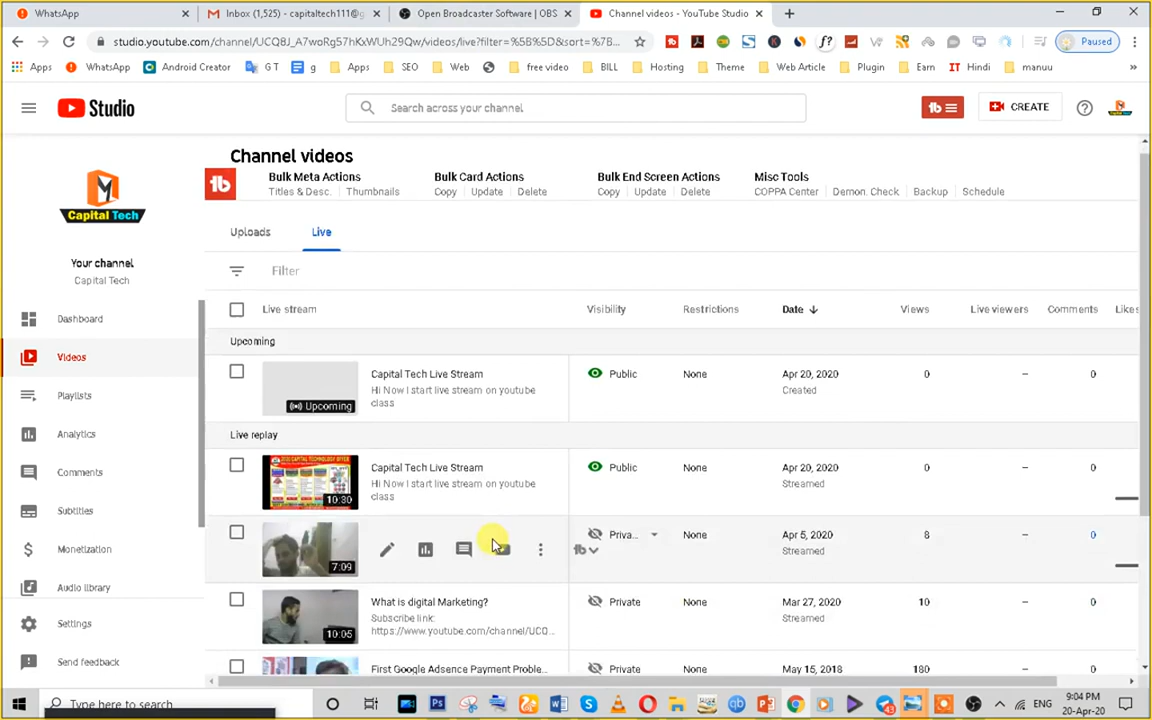 WhatsApp
Inbox (1,525) - capitaltech111@g
Open Broadcaster Software | OBS
Channel videos - YouTube Studio
studio.youtube.com/channel/UCQ8J_A7woRg57hKxWUh29Qw/videos/live?filter=%5B%5D&sort=%7B...
Paused
Apps
WhatsApp
Android Creator
G T
g
Apps
SEO
Web
free video
BILL
Hosting
Theme
Web Article
Plugin
Earn
IT Hindi
manuu
Studio
Search across your channel
CREATE
Channel videos
Bulk Meta Actions
Titles & Desc.
Thumbnails
Bulk Card Actions
Copy
Update
Delete
Bulk End Screen Actions
Copy
Update
Delete
Misc Tools
COPPA Center
Demon. Check
Backup
Schedule
Capital Tech
Your channel
Capital Tech
Dashboard
Videos
Playlists
Analytics
Comments
Subtitles
Monetization
Audio library
Settings
Send feedback
Uploads
Live
Filter
Live stream
Visibility
Restrictions
Date
Views
Live viewers
Comments
Likes
Upcoming
Upcoming
Capital Tech Live Stream
Hi Now I start live stream on youtube
class
Public
None
Apr 20, 2020
Created
0
–
0
Live replay
10:30
Capital Tech Live Stream
Hi Now I start live stream on youtube
class
Public
None
Apr 20, 2020
Streamed
0
–
0
7:09
Priva...
None
Apr 5, 2020
Streamed
8
–
0
10:05
What is digital Marketing?
Subscribe link:
https://www.youtube.com/channel/UCQ...
Private
None
Mar 27, 2020
Streamed
10
–
0
First Google Adsence Payment Proble...
Private
None
May 15, 2018
180
–
0
Type here to search
43
ENG
9:04 PM
20-Apr-20